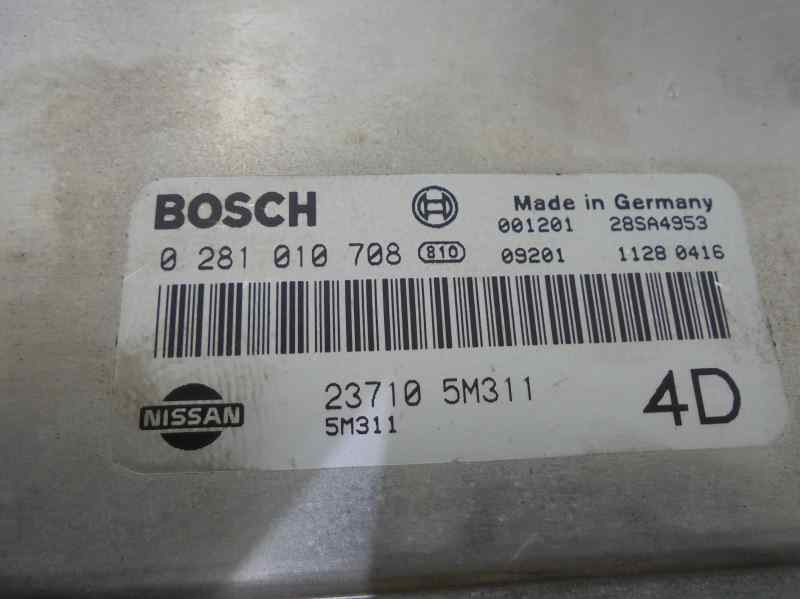 BOSCH
Made in Germany
001201 28SA4953
0 281 010 708 810 09201 1128 0416
NISSAN
23710 5M311
5M311
4D